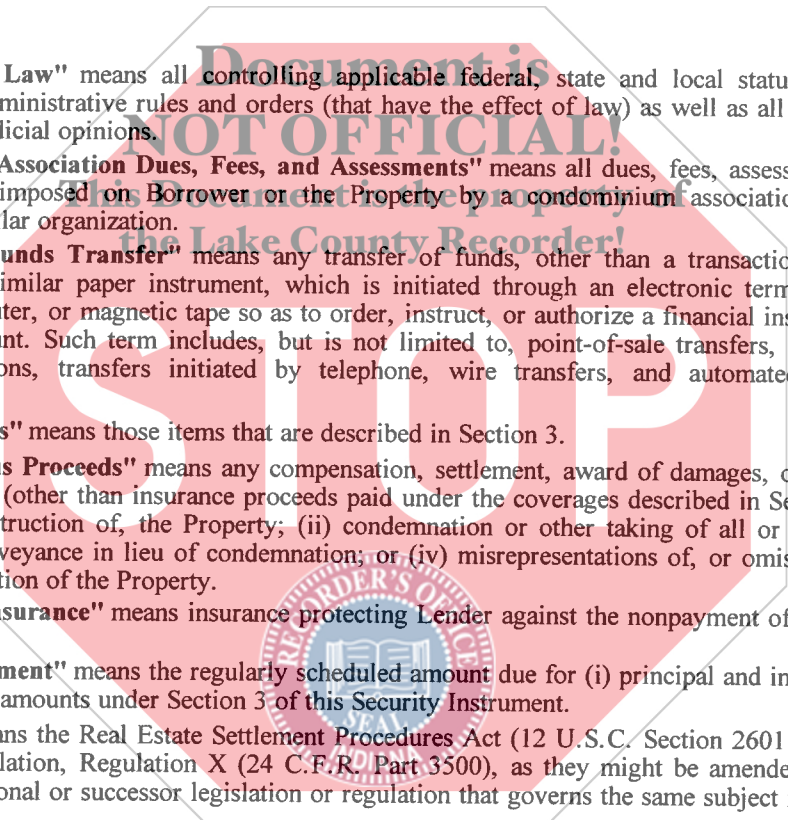 Document is
Law" means all controlling applicable federal, state and local statu
ministrative rules and orders (that have the effect of law) as well as all
NOT OFFICIAL!
licial opinions.
Association Dues, Fees, and Assessments" means all dues, fees, assess
This Document is the property of
imposed on Borrower or the Property by a condominium associatio
lar organization.
the Lake County Recorder!
unds Transfer" means any transfer of funds, other than a transactio
imilar paper instrument, which is initiated through an electronic term
ter, or magnetic tape so as to order, instruct, or authorize a financial ins
nt. Such term includes, but is not limited to, point-of-sale transfers,
ons, transfers initiated by telephone, wire transfers, and automate
STOP
s" means those items that are described in Section 3.
s Proceeds" means any compensation, settlement, award of damages, o
(other than insurance proceeds paid under the coverages described in Se
truction of, the Property; (ii) condemnation or other taking of all or
veyance in lieu of condemnation; or (iv) misrepresentations of, or omis
tion of the Property.
nsurance" means insurance protecting Lender against the nonpayment of
RECORDER'S OFFICE
ment" means the regularly scheduled amount due for (i) principal and in
amounts under Section 3 of this Security Instrument.
SEAL
ns the Real Estate Settlement Procedures Act (12 U.S.C. Section 2601
INDIANA
lation, Regulation X (24 C.F.R. Part 3500), as they might be amende
onal or successor legislation or regulation that governs the same subject